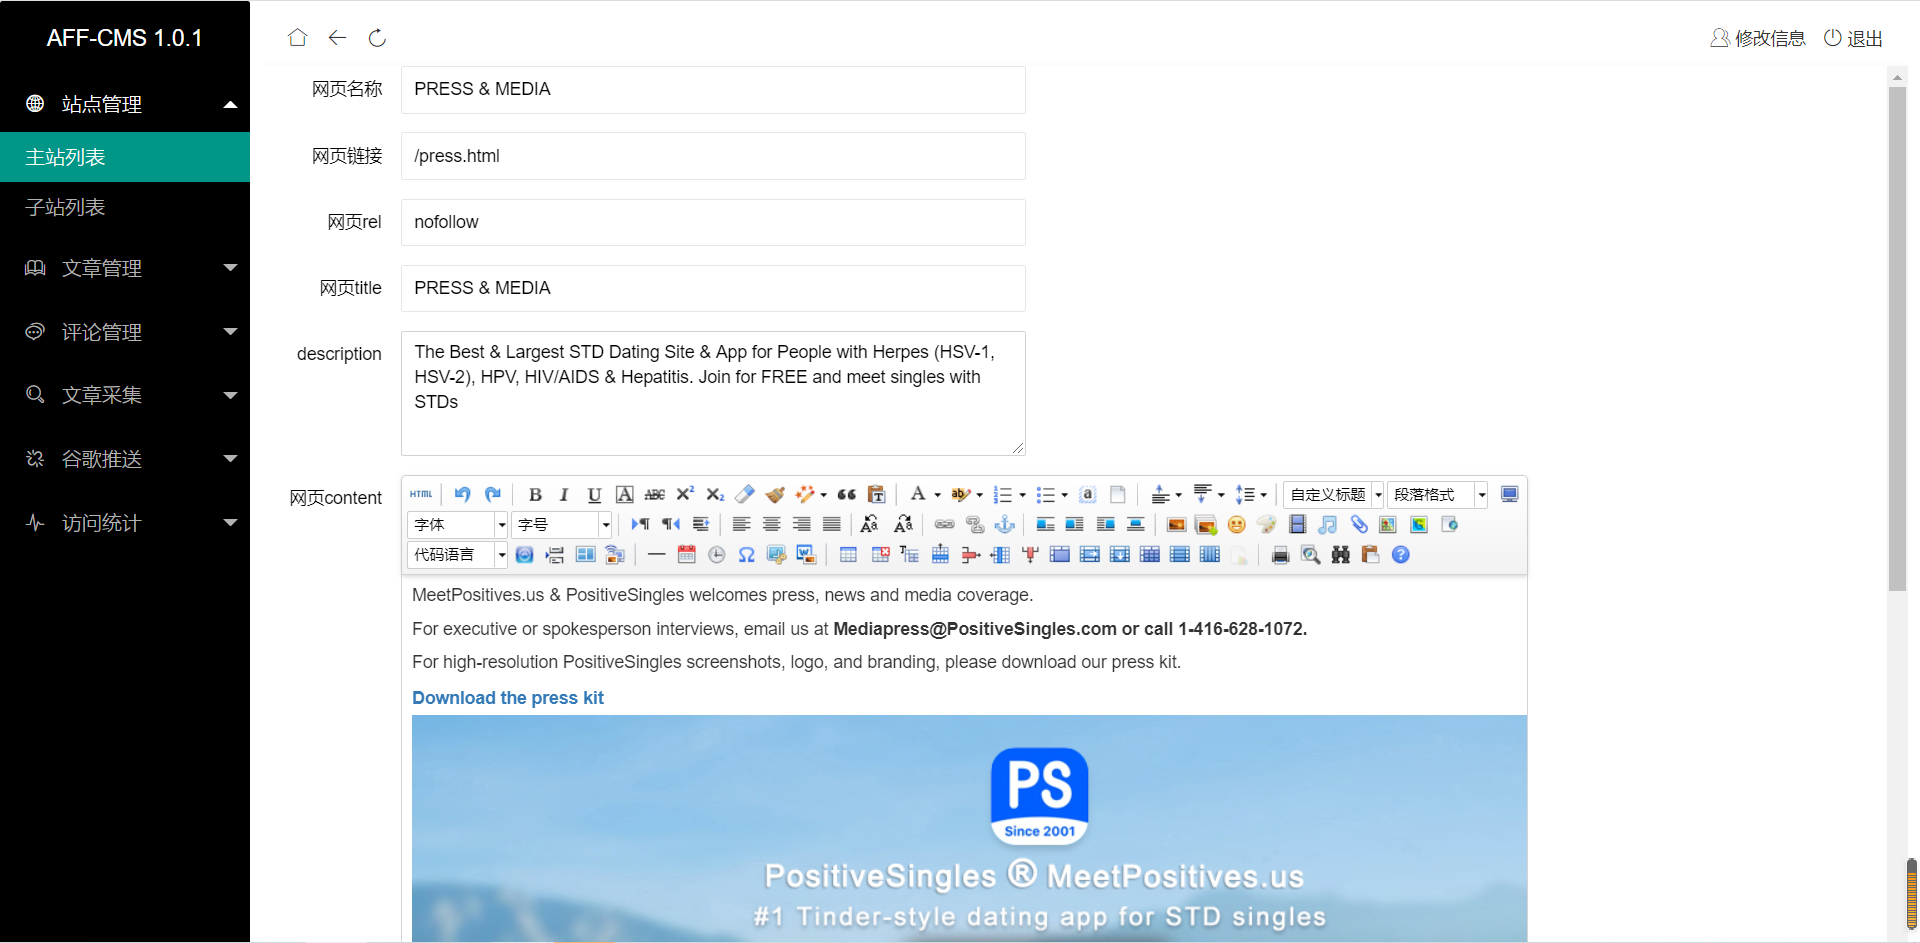 AFF-CMS 1.0.1
修改信息
退出
站点管理
主站列表
子站列表
文章管理
评论管理
文章采集
谷歌推送
访问统计
网页名称
PRESS & MEDIA
网页链接
/press.html
网页rel
nofollow
网页title
PRESS & MEDIA
description
The Best & Largest STD Dating Site & App for People with Herpes (HSV-1,
HSV-2), HPV, HIV/AIDS & Hepatitis. Join for FREE and meet singles with
STDs
网页content
HTML
自定义标题
段落格式
字体
字号
代码语言
MeetPositives.us & PositiveSingles welcomes press, news and media coverage.
For executive or spokesperson interviews, email us at Mediapress@PositiveSingles.com or call 1-416-628-1072.
For high-resolution PositiveSingles screenshots, logo, and branding, please download our press kit.
Download the press kit
PS
Since 2001
PositiveSingles ® MeetPositives.us
#1 Tinder-style dating app for STD singles